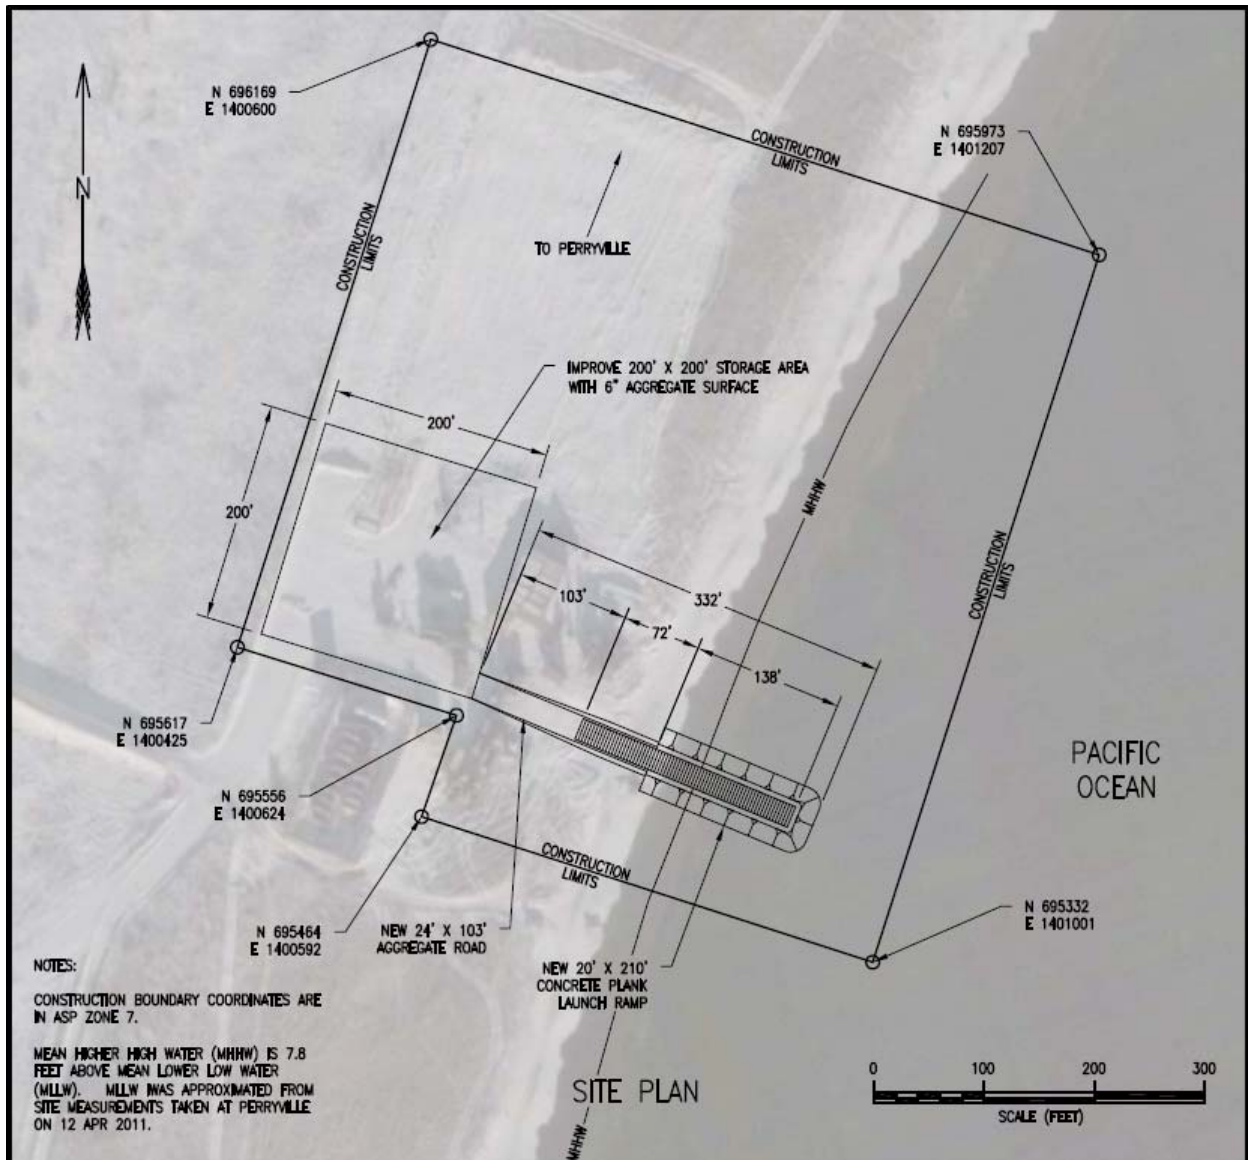 N 696169
E 1400600
N 695973
E 1401207
CONSTRUCTION
LIMITS
N
CONSTRUCTION
LIMITS
TO PERRYVILLE
IMPROVE 200' X 200' STORAGE AREA
WITH 6" AGGREGATE SURFACE
200'
200'
MHHW
CONSTRUCTION
LIMITS
103'
332'
72'
138'
N 695617
E 1400425
PACIFIC
OCEAN
N 695556
E 1400624
CONSTRUCTION
LIMITS
N 695464
E 1400592
NEW 24' X 103'
AGGREGATE ROAD
N 695332
E 1401001
NEW 20' X 210'
CONCRETE PLANK
LAUNCH RAMP
NOTES:
CONSTRUCTION BOUNDARY COORDINATES ARE
IN ASP ZONE 7.
MEAN HIGHER HIGH WATER (MHHW) IS 7.8
FEET ABOVE MEAN LOWER LOW WATER
(MLLW). MLLW WAS APPROXIMATED FROM
SITE MEASUREMENTS TAKEN AT PERRYVILLE
ON 12 APR 2011.
SITE PLAN
MHHW
0 100 200 300
SCALE (FEET)